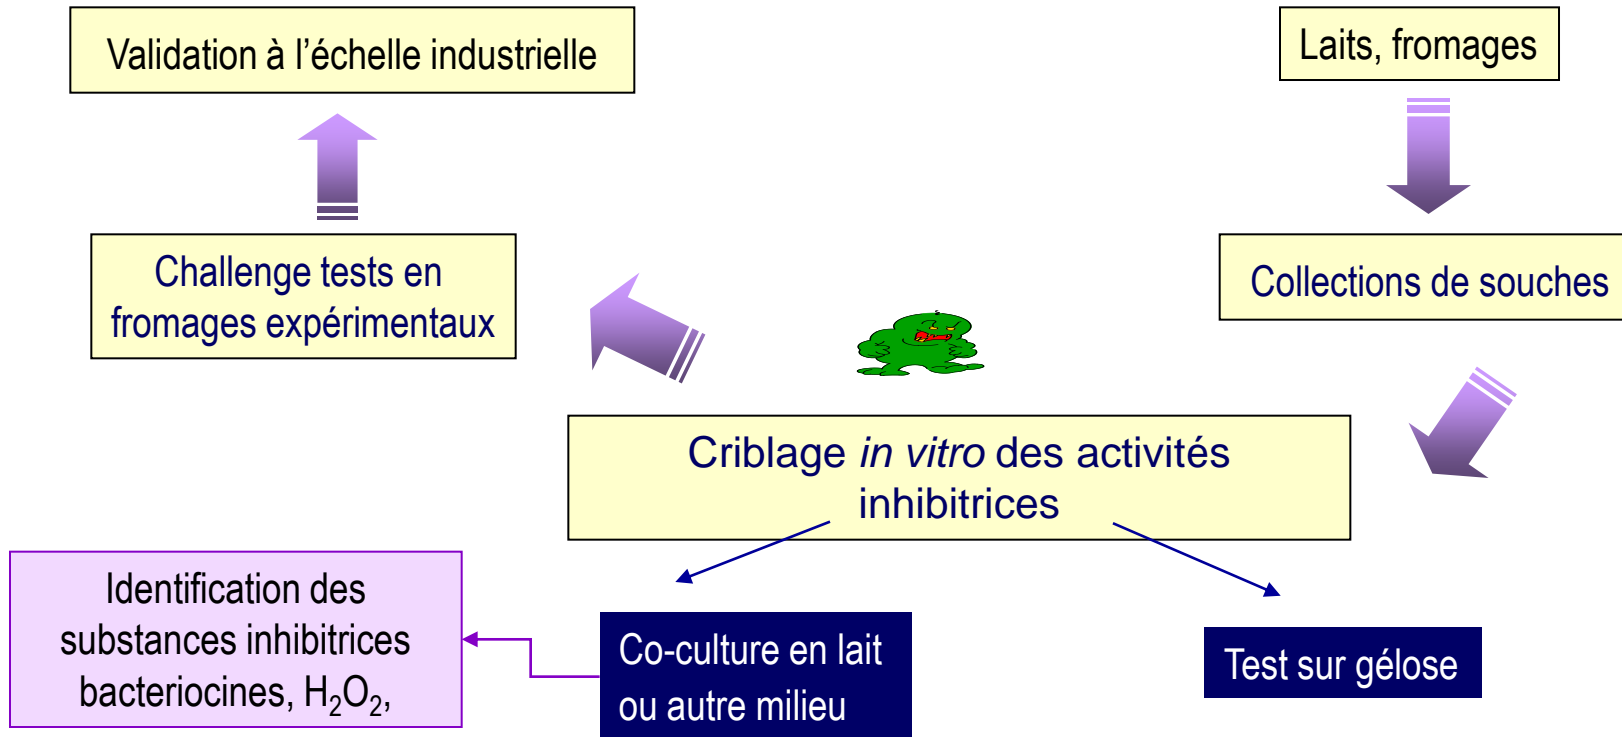 Validation à l’échelle industrielle
Laits, fromages
Challenge tests en
fromages expérimentaux
Collections de souches
Criblage in vitro des activités
inhibitrices
Identification des
substances inhibitrices
bacteriocines, H₂O₂,
Co-culture en lait
ou autre milieu
Test sur gélose